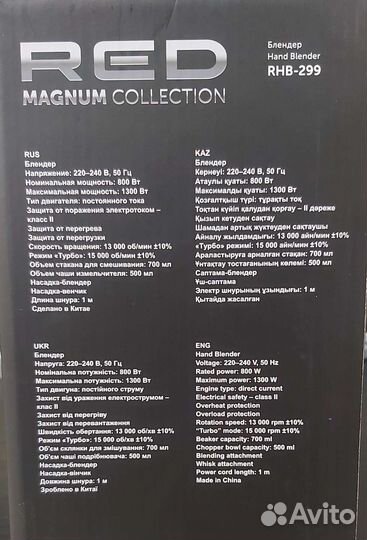 RED
MAGNUM COLLECTION
Блендер
Hand Blender
RHB-299
RUS
Блендер
Напряжение: 220–240 В, 50 Гц
Номинальная мощность: 800 Вт
Максимальная мощность: 1300 Вт
Тип двигателя: постоянного тока
Защита от поражения электротоком –
класс II
Защита от перегрева
Защита от перегрузки
Скорость вращения: 13 000 об/мин ±10%
Режим «Турбо»: 15 000 об/мин ±10%
Объем стакана для смешивания: 700 мл
Объем чаши измельчителя: 500 мл
Насадка-блендер
Насадка-венчик
Длина шнура: 1 м
Сделано в Китае
KAZ
Блендер
Кернеуі: 220–240 В, 50 Гц
Атаулы қуаты: 800 Вт
Максималды қуаты: 1300 Вт
Қозғалтқыш түрі: тұрақты тоқ
Тоқтан күйіп қалудан қорғау – II дәреже
Қызып кетуден сақтау
Шамадан артық жүктеуден сақтаушы
Айналу жылдамдығы: 13 000 айн/мин ±10%
«Турбо» режимі: 15 000 айн/мин ±10%
Араластыруға арналған стакан: 700 мл
Ұнтақтау тостағанының көлемі: 500 мл
Саптама-блендер
Ұш-саптама
Электр шнурының ұзындығы: 1 м
Қытайда жасалған
UKR
Блендер
Напруга: 220–240 В, 50 Гц
Номінальна потужність: 800 Вт
Максимальна потужність: 1300 Вт
Тип двигуна: постійного струму
Захист від ураження електрострумом –
клас II
Захист від перегріву
Захист від перевантаження
Швидкість обертання: 13 000 об/хв ±10%
Режим «Турбо»: 15 000 об/хв ±10%
Об'єм склянки для змішування: 700 мл
Об'єм чаші подрібнювача: 500 мл
Насадка-блендер
Насадка-вінчик
Довжина шнура: 1 м
Зроблено в Китаї
ENG
Hand Blender
Voltage: 220–240 V, 50 Hz
Rated power: 800 W
Maximum power: 1300 W
Engine type: direct current
Electrical safety – class II
Overheat protection
Overload protection
Rotation speed: 13 000 rpm ±10%
"Turbo" mode: 15 000 rpm ±10%
Beaker capacity: 700 ml
Chopper bowl capacity: 500 ml
Blending attachment
Whisk attachment
Power cord length: 1 m
Made in China
Avito